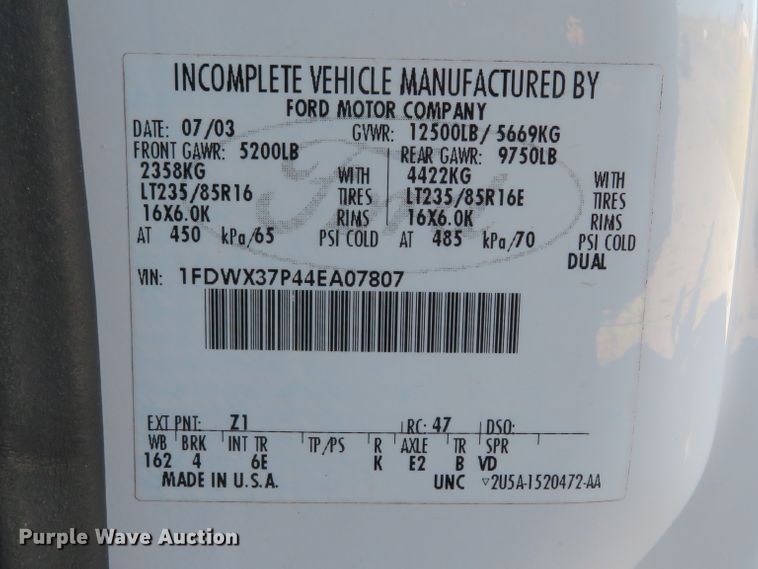 INCOMPLETE VEHICLE MANUFACTURED BY
FORD MOTOR COMPANY
DATE: 07/03 GVWR: 12500LB/ 5669KG
FRONT GAWR: 5200LB REAR GAWR: 9750LB
2358KG WITH 4422KG WITH
LT235/85R16 TIRES LT235/85R16E TIRES
16X6.0K RIMS 16X6.0K RIMS
AT 450 kPa/65 PSI COLD AT 485 kPa/70 PSI COLD
DUAL
VIN: 1FDWX37P44EA07807
Ford
EXT PNT: Z1 RC: 47 DSO:
WB BRK INT TR TP/PS R AXLE TR SPR
162 4 6E K E2 B VD
MADE IN U.S.A. UNC ▽2U5A-1520472-AA
Purple Wave Auction